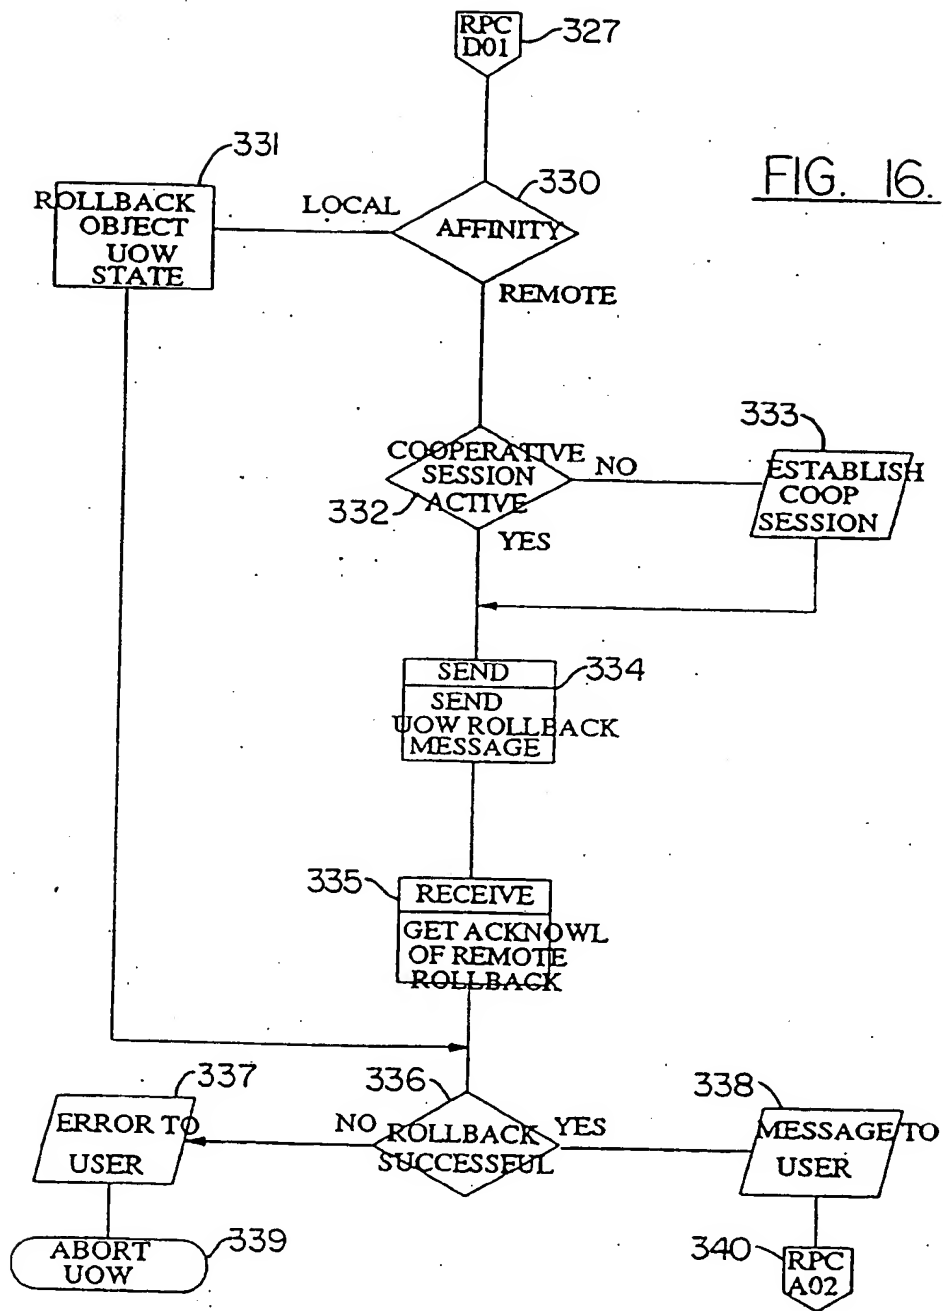 RPC
D01
327
FIG. 16.
331
330
ROLLBACK
OBJECT
UOW
STATE
LOCAL
AFFINITY
REMOTE
333
COOPERATIVE
SESSION
ACTIVE
332
NO
ESTABLISH
COOP
SESSION
YES
SEND
334
SEND
UOW ROLLBACK
MESSAGE
335
RECEIVE
GET ACKNOWL
OF REMOTE
ROLLBACK
337
336
338
ERROR TO
USER
NO
ROLLBACK
SUCCESSFUL
YES
MESSAGE TO
USER
ABORT
UOW
339
340
RPC
A02